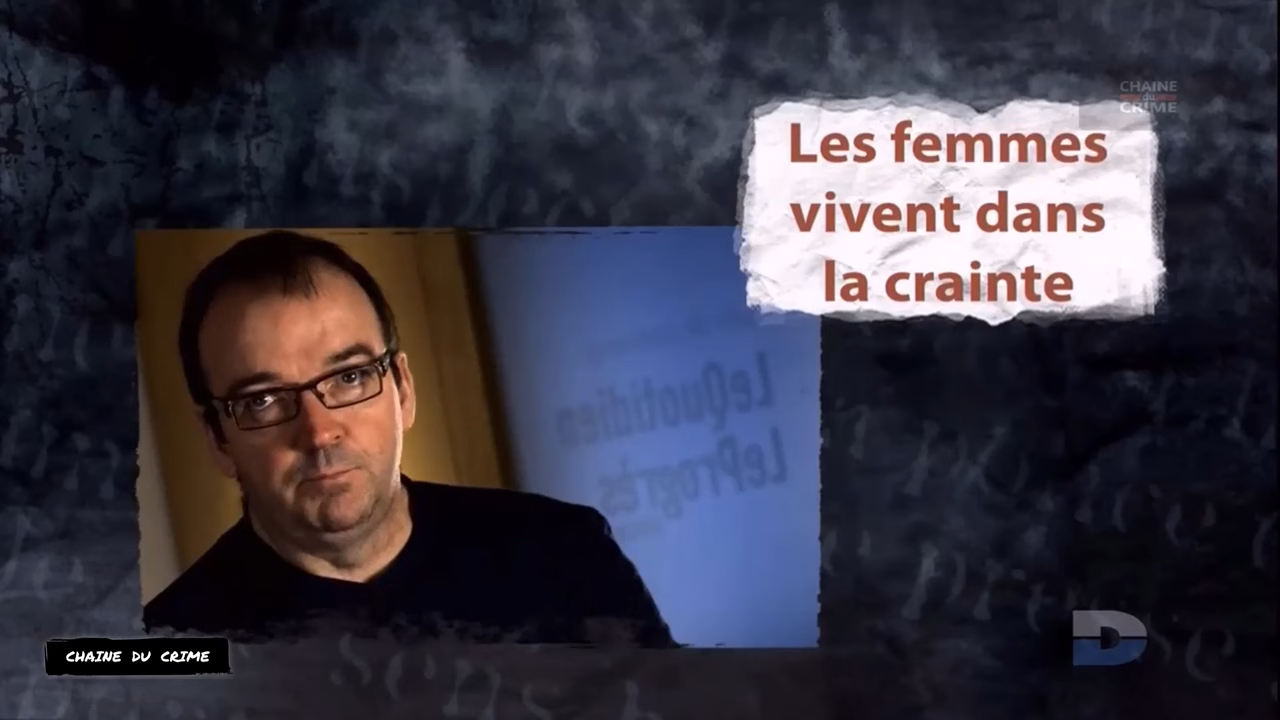 CHAINE
du
CRIME
Les femmes
vivent dans
la crainte
LeQuotidien
LeProgrès
CHAINE DU CRIME
D